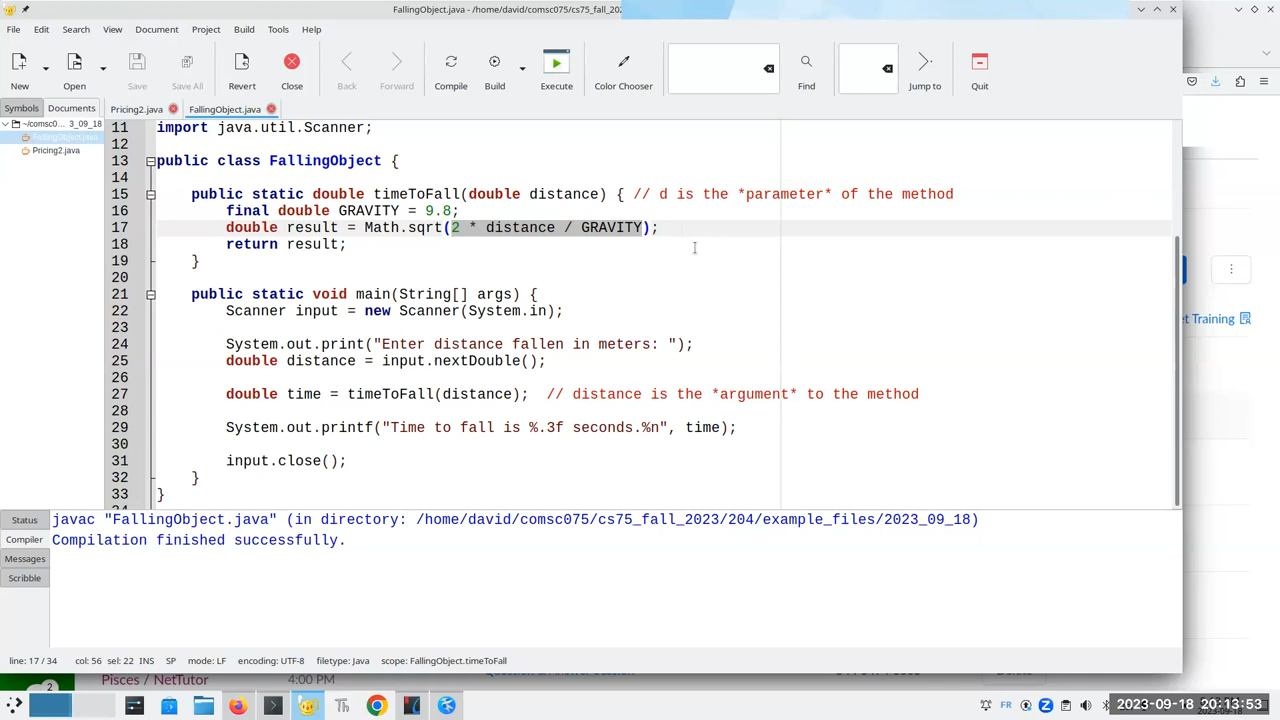 FallingObject.java - /home/david/comsc075/cs75_fall_202
File Edit Search View Document Project Build Tools Help
New Open Save Save All Revert Close Back Forward Compile Build Execute Color Chooser Find Jump to Quit
Symbols Documents Pricing2.java FallingObject.java
~/comsc0... 3_09_18
FallingObject.java
Pricing2.java
11 import java.util.Scanner;
12
13 public class FallingObject {
14
15 public static double timeToFall(double distance) { // d is the *parameter* of the method
16 final double GRAVITY = 9.8;
17 double result = Math.sqrt(2 * distance / GRAVITY);
18 return result;
19 }
20
21 public static void main(String[] args) {
22 Scanner input = new Scanner(System.in);
23
24 System.out.print("Enter distance fallen in meters: ");
25 double distance = input.nextDouble();
26
27 double time = timeToFall(distance); // distance is the *argument* to the method
28
29 System.out.printf("Time to fall is %.3f seconds.%n", time);
30
31 input.close();
32 }
33 }
et Training
Status
Compiler
Messages
Scribble
javac "FallingObject.java" (in directory: /home/david/comsc075/cs75_fall_2023/204/example_files/2023_09_18)
Compilation finished successfully.
line: 17 / 34 col: 56 sel: 22 INS SP mode: LF encoding: UTF-8 filetype: Java scope: FallingObject.timeToFall
Pisces / NetTutor 4:00 PM
2
FR
2023-09-18 20:13:53